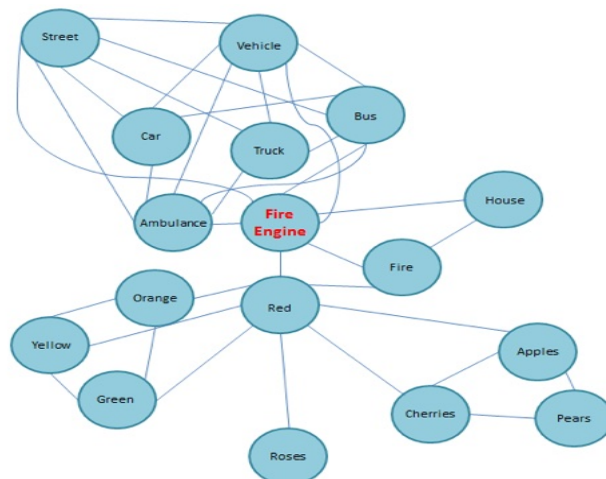 Street
Vehicle
Bus
Car
Truck
House
Ambulance
Fire
Engine
Fire
Orange
Red
Yellow
Apples
Green
Cherries
Pears
Roses